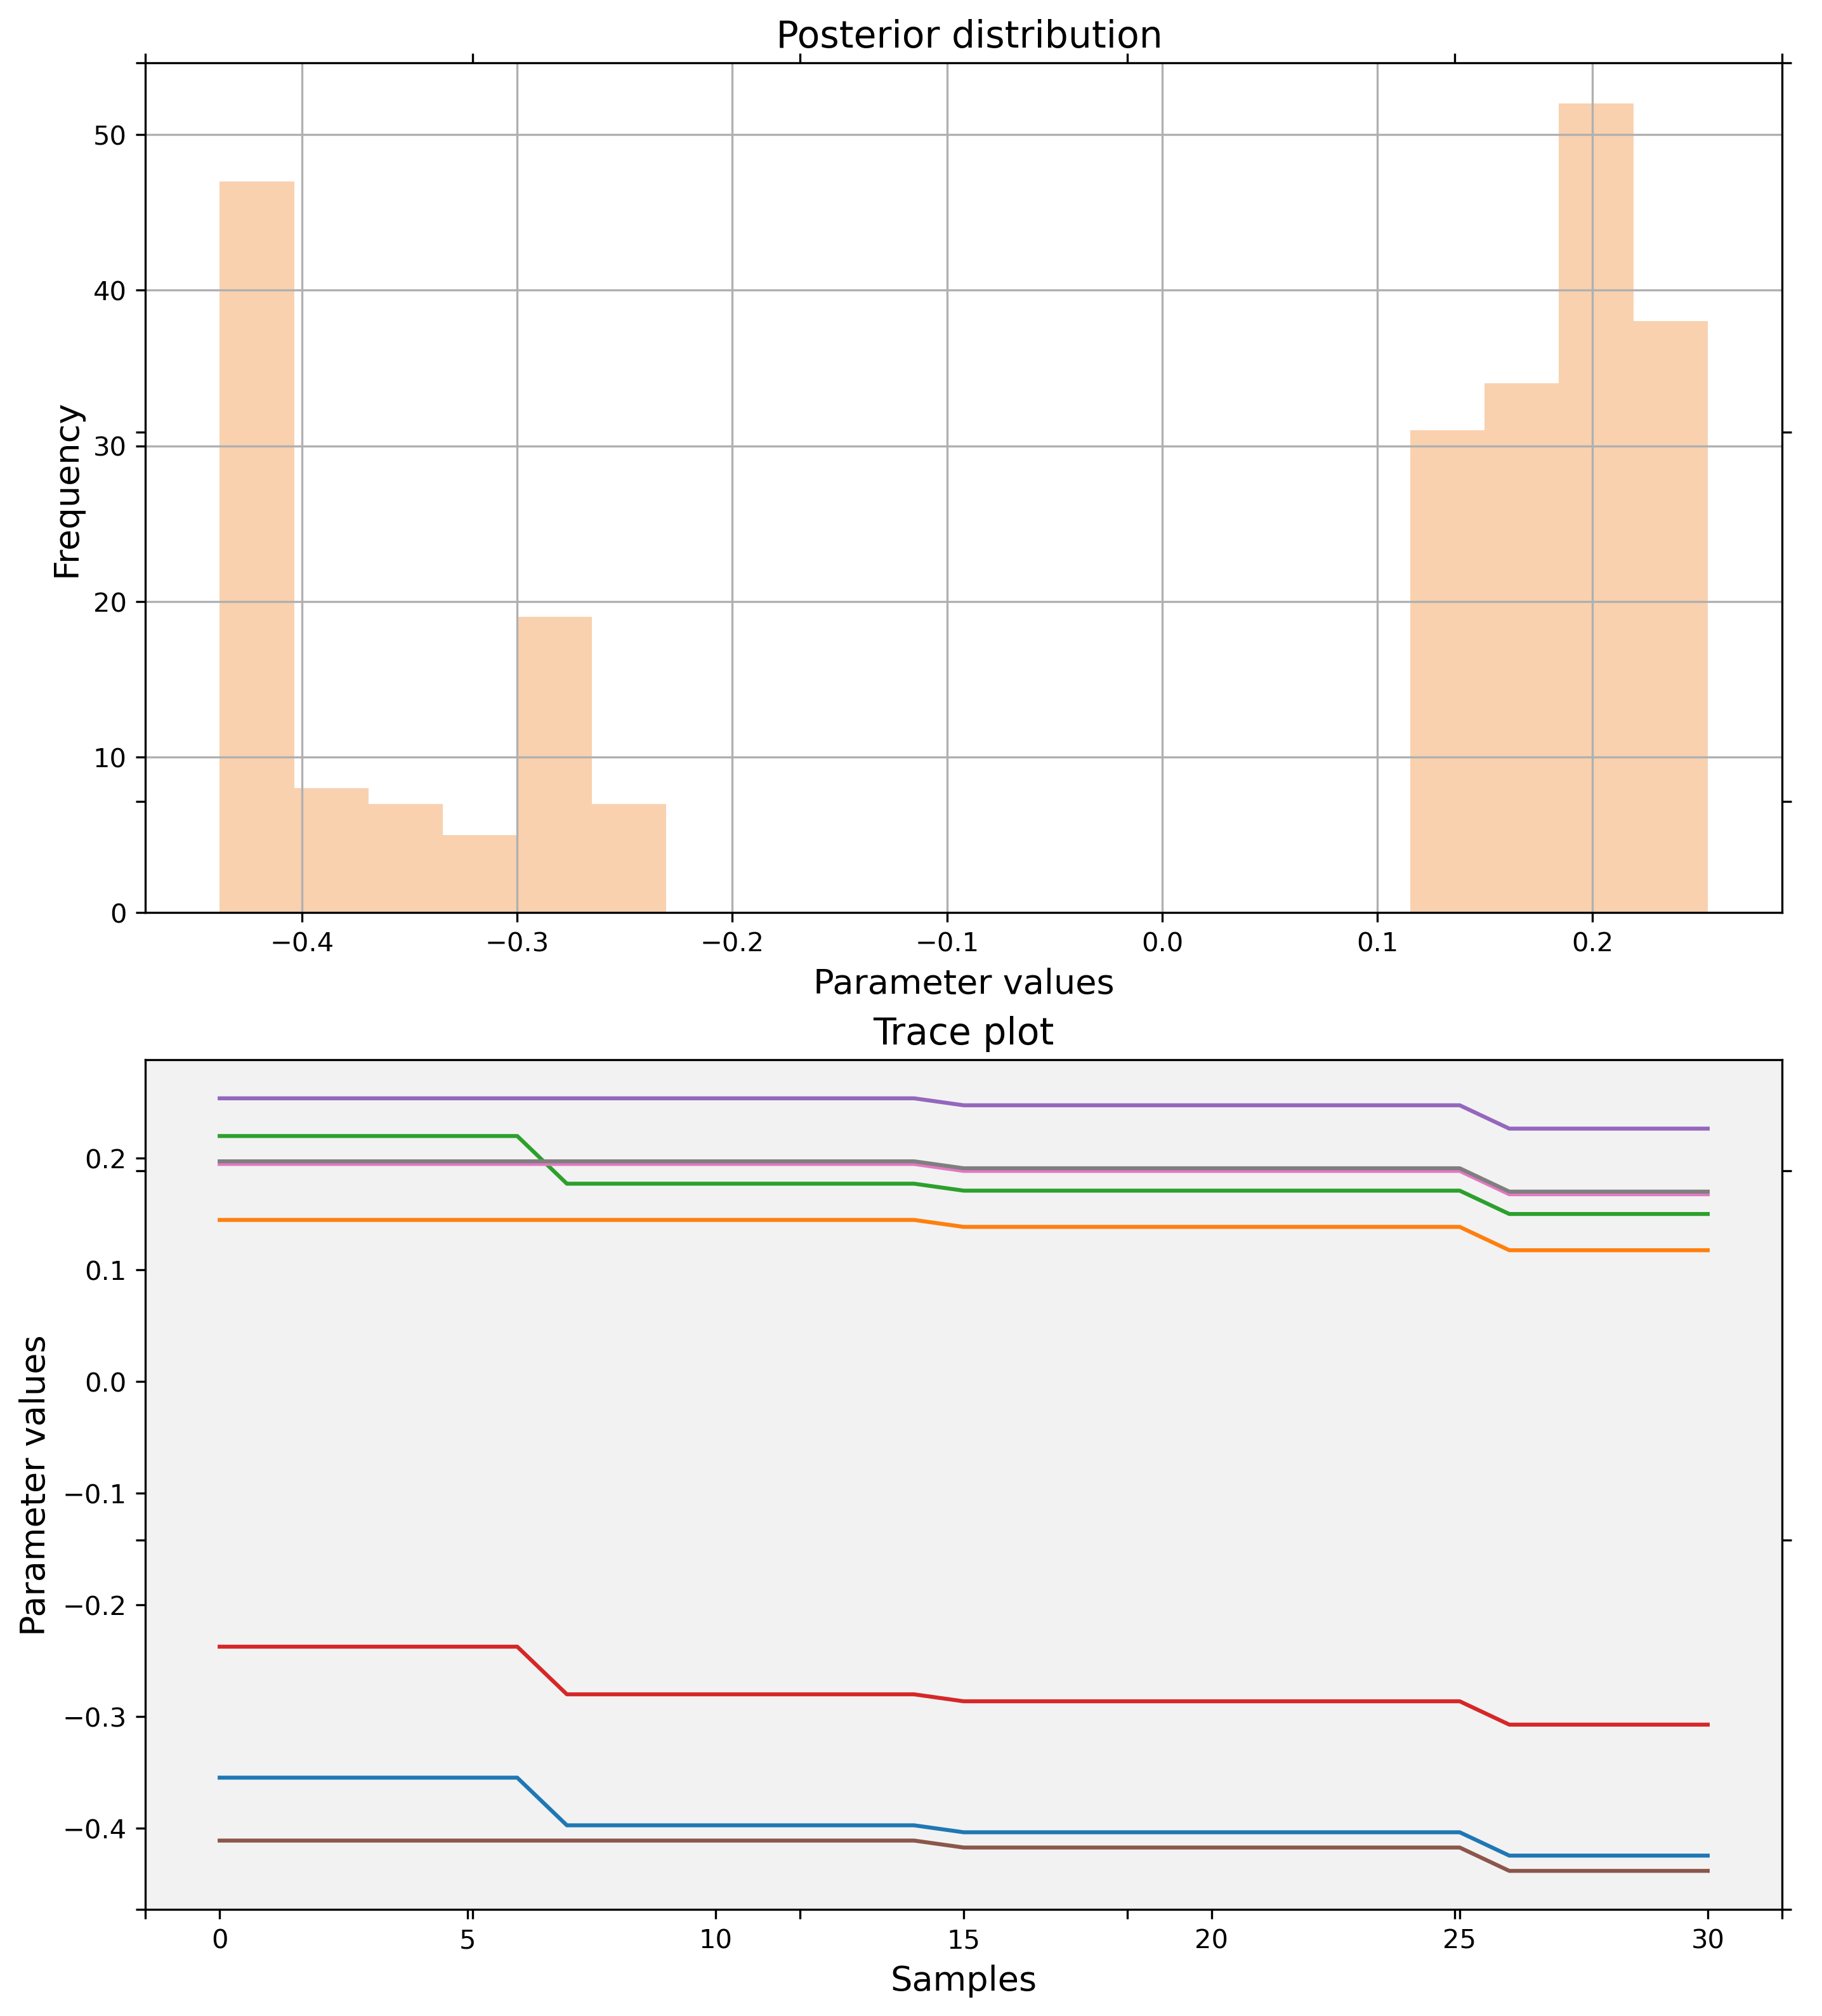 Posterior distribution
50
40
30
20
10
0
Frequency
−0.4 −0.3 −0.2 −0.1 0.0 0.1 0.2
Parameter values
Trace plot
0.2
0.1
0.0
−0.1
−0.2
−0.3
−0.4
Parameter values
0 5 10 15 20 25 30
Samples